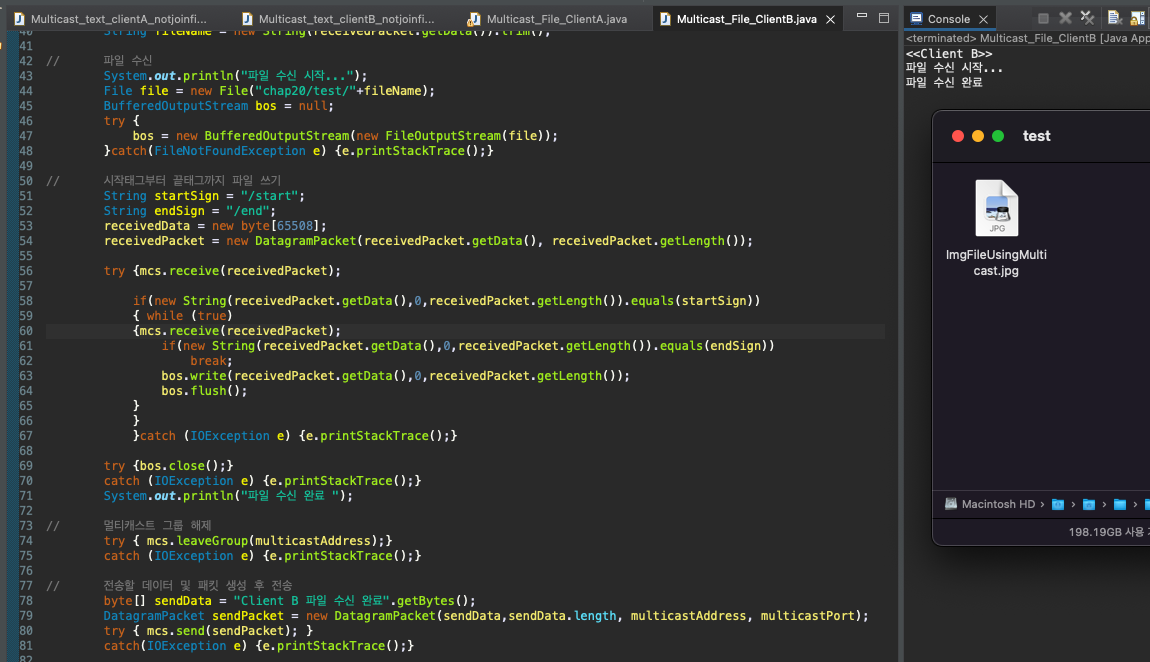 Multicast_text_clientA_notjoinfi...
Multicast_text_clientB_notjoinfi...
Multicast_File_ClientA.java
Multicast_File_ClientB.java
40 String fileName = new String(receivedPacket.getData()).trim();
41
42 // 파일 수신
43 System.out.println("파일 수신 시작...");
44 File file = new File("chap20/test/"+fileName);
45 BufferedOutputStream bos = null;
46 try {
47 bos = new BufferedOutputStream(new FileOutputStream(file));
48 }catch(FileNotFoundException e) {e.printStackTrace();}
49
50 // 시작태그부터 끝태그까지 파일 쓰기
51 String startSign = "/start";
52 String endSign = "/end";
53 receivedData = new byte[65508];
54 receivedPacket = new DatagramPacket(receivedPacket.getData(), receivedPacket.getLength());
55
56 try {mcs.receive(receivedPacket);
57
58 if(new String(receivedPacket.getData(),0,receivedPacket.getLength()).equals(startSign))
59 { while (true)
60 {mcs.receive(receivedPacket);
61 if(new String(receivedPacket.getData(),0,receivedPacket.getLength()).equals(endSign))
62 break;
63 bos.write(receivedPacket.getData(),0,receivedPacket.getLength());
64 bos.flush();
65 }
66 }
67 }catch (IOException e) {e.printStackTrace();}
68
69 try {bos.close();}
70 catch (IOException e) {e.printStackTrace();}
71 System.out.println("파일 수신 완료 ");
72
73 // 멀티캐스트 그룹 해제
74 try { mcs.leaveGroup(multicastAddress);}
75 catch (IOException e) {e.printStackTrace();}
76
77 // 전송할 데이터 및 패킷 생성 후 전송
78 byte[] sendData = "Client B 파일 수신 완료".getBytes();
79 DatagramPacket sendPacket = new DatagramPacket(sendData,sendData.length, multicastAddress, multicastPort);
80 try { mcs.send(sendPacket); }
81 catch(IOException e) {e.printStackTrace();}
82
Console
<terminated> Multicast_File_ClientB [Java App
<<Client B>>
파일 수신 시작...
파일 수신 완료
test
JPG
ImgFileUsingMulti
cast.jpg
Macintosh HD › › › ›
198.19GB 사용